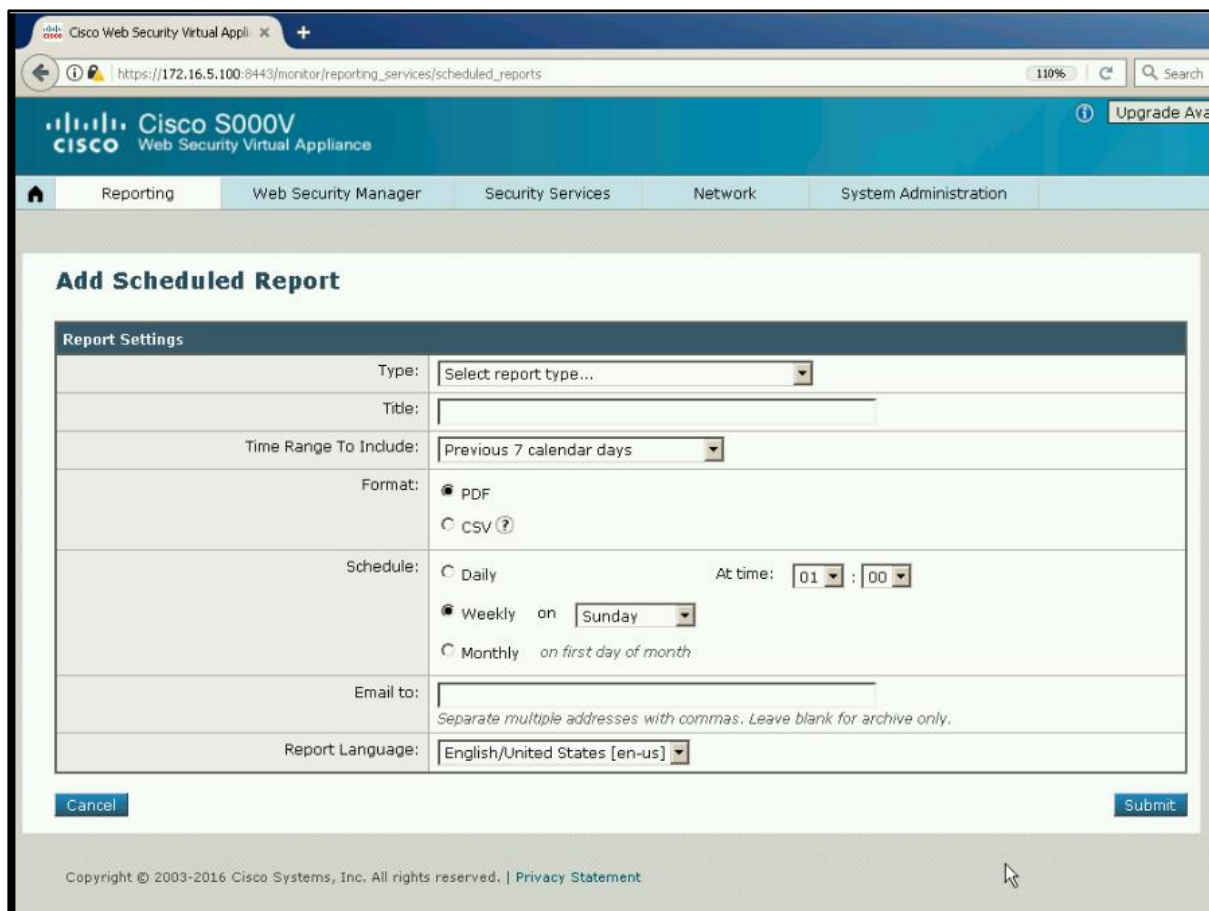 Cisco Web Security Virtual Appli
https://172.16.5.100:8443/monitor/reporting_services/scheduled_reports
110%
Search
cisco
Cisco S000V
Web Security Virtual Appliance
Upgrade Ava
Reporting Web Security Manager Security Services Network System Administration
Add Scheduled Report
Report Settings
Type: Select report type...
Title:
Time Range To Include: Previous 7 calendar days
Format: PDF
CSV ?
Schedule: Daily At time: 01 : 00
Weekly on Sunday
Monthly on first day of month
Email to:
Separate multiple addresses with commas. Leave blank for archive only.
Report Language: English/United States [en-us]
Cancel Submit
Copyright © 2003-2016 Cisco Systems, Inc. All rights reserved. | Privacy Statement